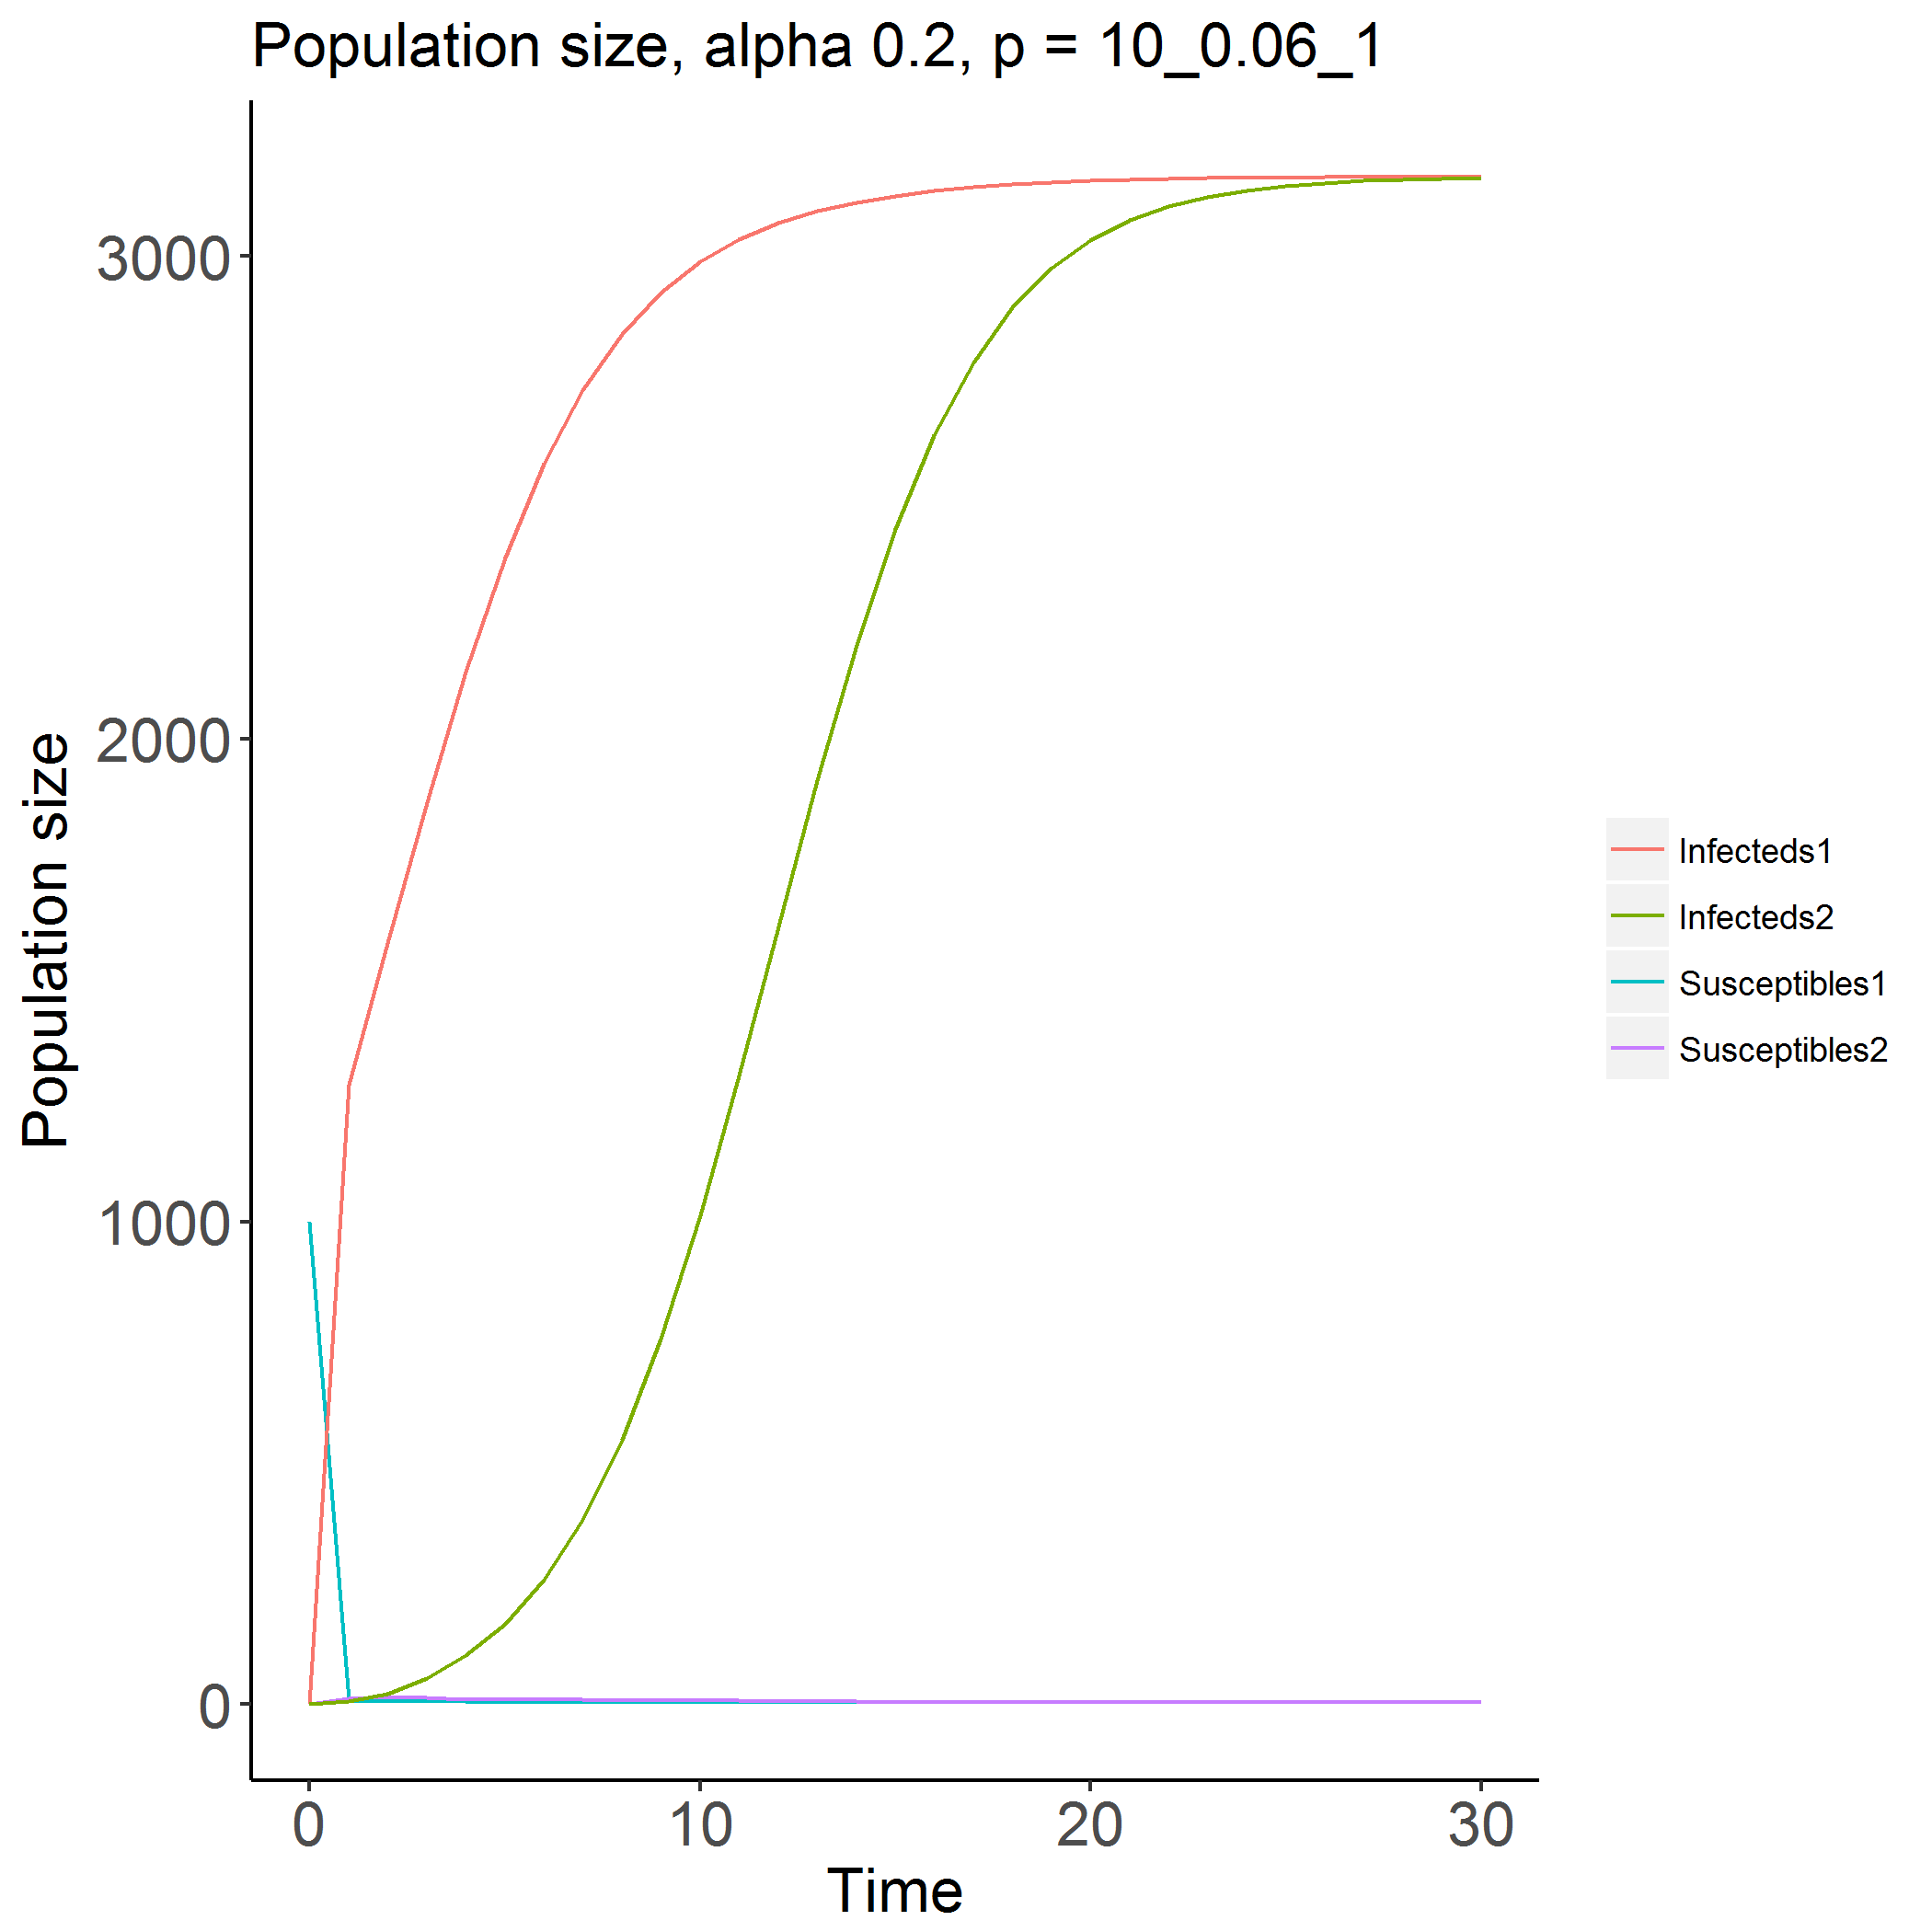 Population size, alpha 0.2, p = 10_0.06_1
Population size
3000
2000
1000
0
0 10 20 30
Time
Infecteds1
Infecteds2
Susceptibles1
Susceptibles2